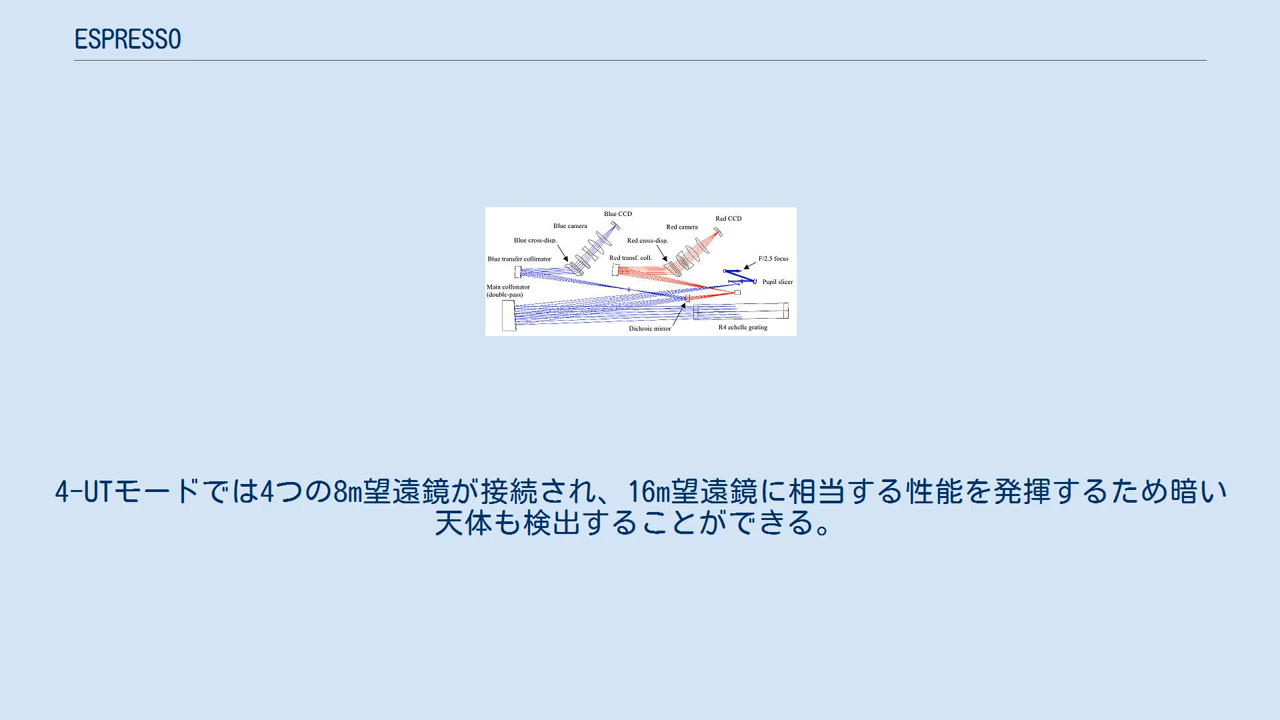 ESPRESSO
Blue CCD
Red CCD
Blue camera
Red camera
Blue cross-disp.
Red cross-disp.
Blue transfer collimator
Red transf. coll.
F/2.5 focus
Pupil slicer
Main collimator
(double-pass)
Dichroic mirror
R4 echelle grating
4-UTモードでは4つの8m望遠鏡が接続され、16m望遠鏡に相当する性能を発揮するため暗い
天体も検出することができる。